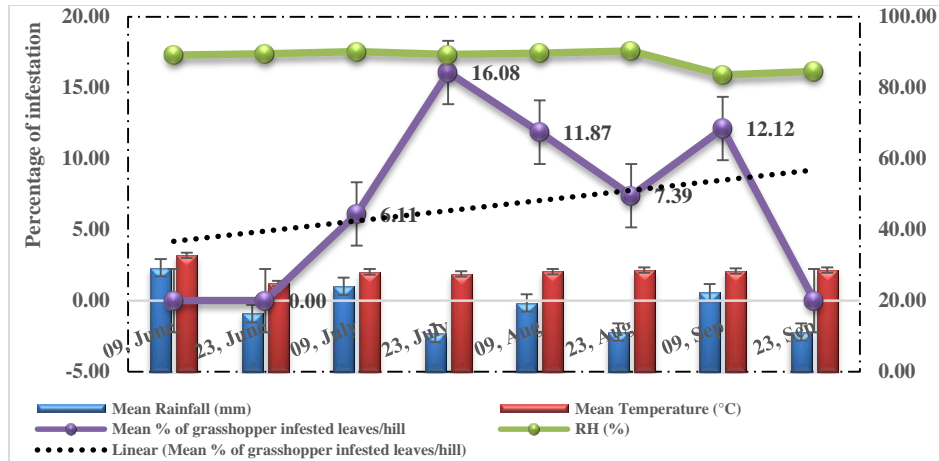 20.00
15.00
10.00
5.00
0.00
-5.00
Percentage of infestation
100.00
80.00
60.00
40.00
20.00
0.00
16.08
11.87
12.12
7.39
6.11
0.00
09, June
23, June
09, July
23, July
09, Aug
23, Aug
09, Sep
23, Sep
Mean Rainfall (mm)
Mean Temperature (°C)
Mean % of grasshopper infested leaves/hill
RH (%)
Linear (Mean % of grasshopper infested leaves/hill)